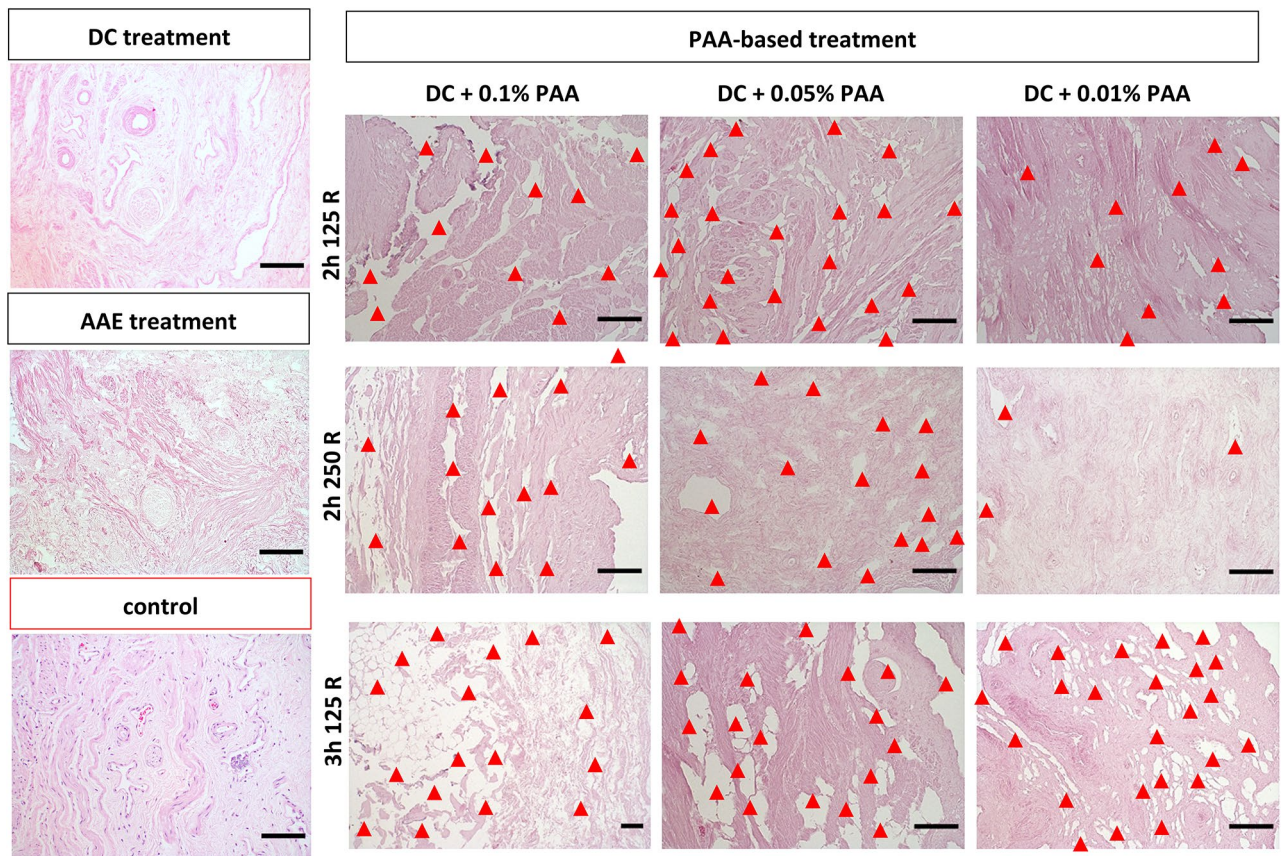 DC treatment
PAA-based treatment
DC + 0.1% PAA
DC + 0.05% PAA
DC + 0.01% PAA
2h 125 R
AAE treatment
2h 250 R
control
3h 125 R